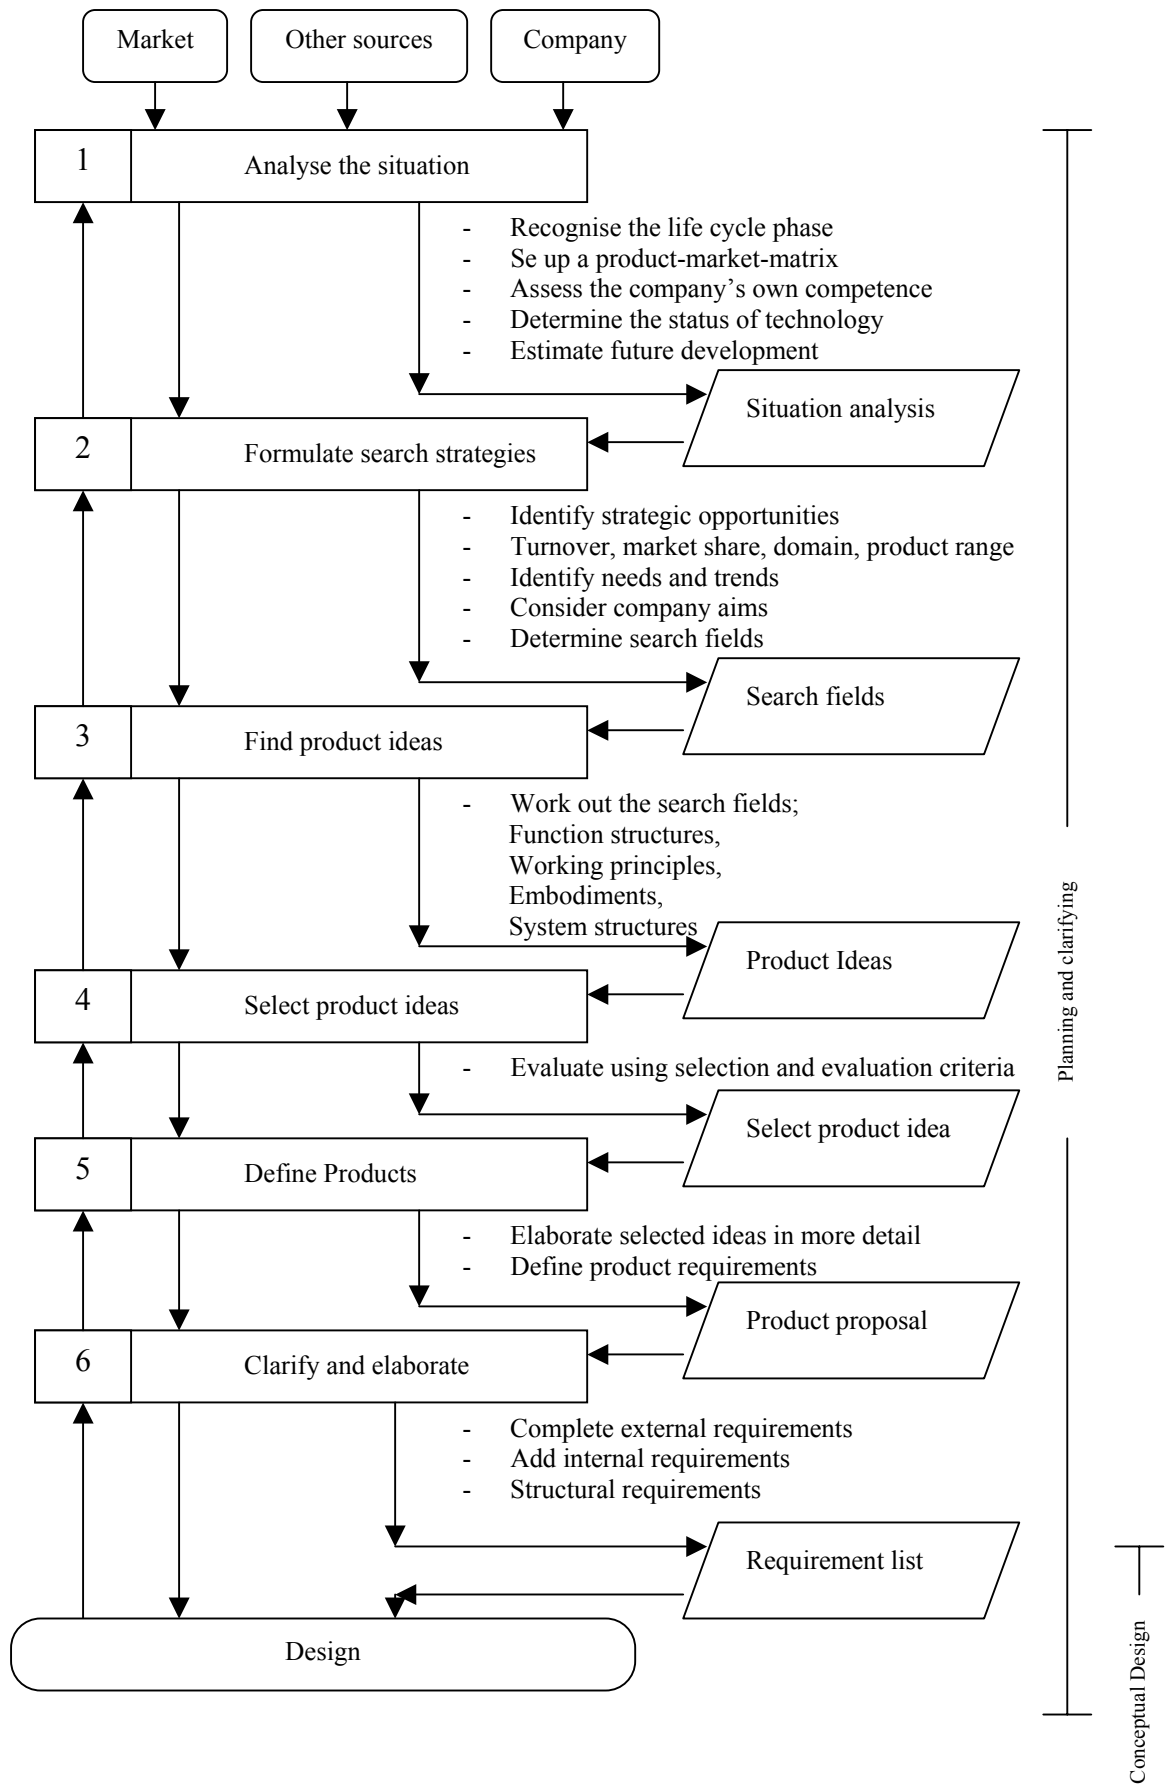 Market
Other sources
Company
1
Analyse the situation
- Recognise the life cycle phase
- Se up a product-market-matrix
- Assess the company’s own competence
- Determine the status of technology
- Estimate future development
Situation analysis
2
Formulate search strategies
- Identify strategic opportunities
- Turnover, market share, domain, product range
- Identify needs and trends
- Consider company aims
- Determine search fields
Search fields
3
Find product ideas
- Work out the search fields;
Function structures,
Working principles,
Embodiments,
System structures
Product Ideas
4
Select product ideas
- Evaluate using selection and evaluation criteria
Select product idea
5
Define Products
- Elaborate selected ideas in more detail
- Define product requirements
Product proposal
6
Clarify and elaborate
- Complete external requirements
- Add internal requirements
- Structural requirements
Requirement list
Design
Planning and clarifying
Conceptual Design